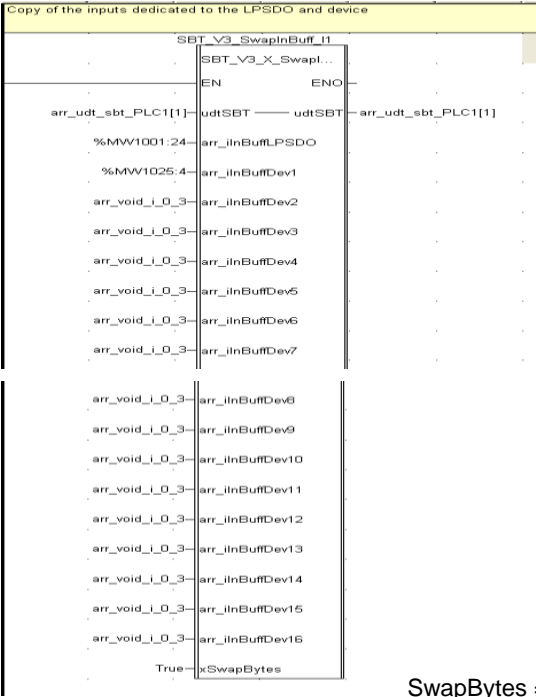 Copy of the inputs dedicated to the LPSDO and device
SBT_V3_SwapInBuff_I1
SBT_V3_X_SwapI...
EN ENO
arr_udt_sbt_PLC1[1] udtSBT udtSBT arr_udt_sbt_PLC1[1]
%MW1001:24 arr_iInBuffLPSDO
%MW1025:4 arr_iInBuffDev1
arr_void_i_0_3 arr_iInBuffDev2
arr_void_i_0_3 arr_iInBuffDev3
arr_void_i_0_3 arr_iInBuffDev4
arr_void_i_0_3 arr_iInBuffDev5
arr_void_i_0_3 arr_iInBuffDev6
arr_void_i_0_3 arr_iInBuffDev7
arr_void_i_0_3 arr_iInBuffDev8
arr_void_i_0_3 arr_iInBuffDev9
arr_void_i_0_3 arr_iInBuffDev10
arr_void_i_0_3 arr_iInBuffDev11
arr_void_i_0_3 arr_iInBuffDev12
arr_void_i_0_3 arr_iInBuffDev13
arr_void_i_0_3 arr_iInBuffDev14
arr_void_i_0_3 arr_iInBuffDev15
arr_void_i_0_3 arr_iInBuffDev16
True xSwapBytes
SwapBytes =